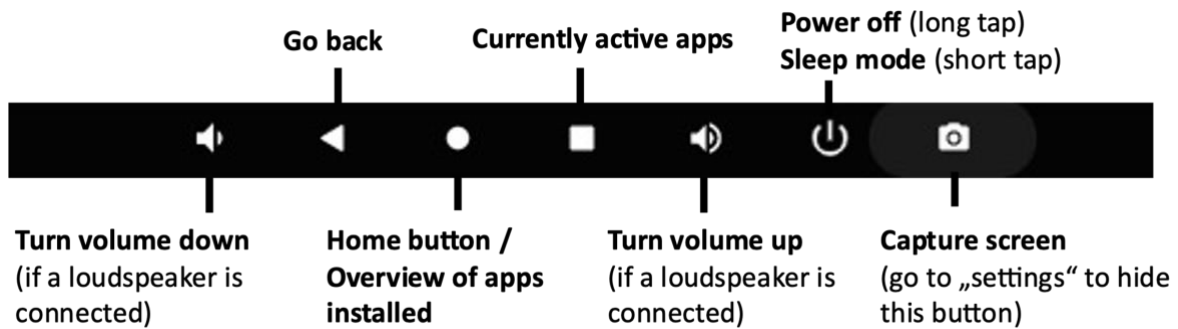 Go back
Currently active apps
Power off (long tap)
Sleep mode (short tap)
Turn volume down
(if a loudspeaker is
connected)
Home button /
Overview of apps
installed
Turn volume up
(if a loudspeaker is
connected)
Capture screen
(go to „settings“ to hide
this button)